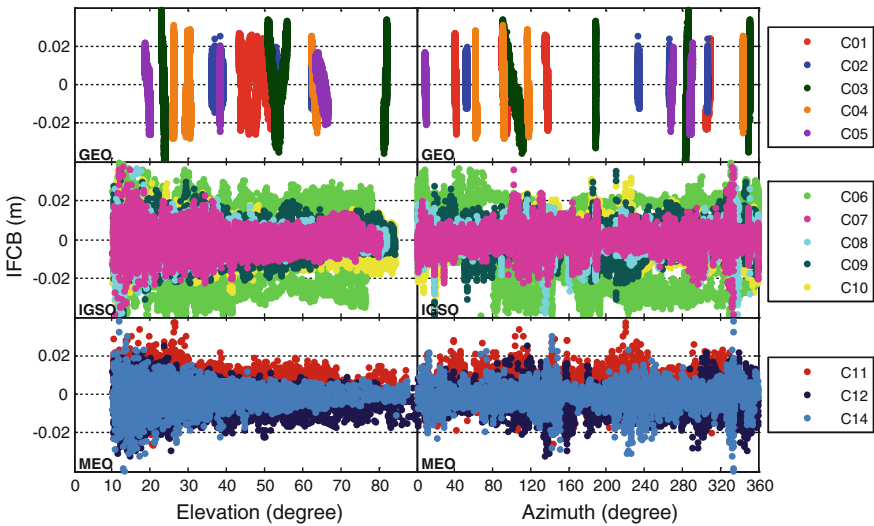 0.02
0
-0.02
GEO
GEO
C01
C02
C03
C04
C05
IFCB (m)
0.02
0
-0.02
IGSO
IGSO
C06
C07
C08
C09
C10
0.02
0
-0.02
MEO
MEO
C11
C12
C14
0 10 20 30 40 50 60 70 80
0 40 80 120 160 200 240 280 320 360
Elevation (degree)
Azimuth (degree)